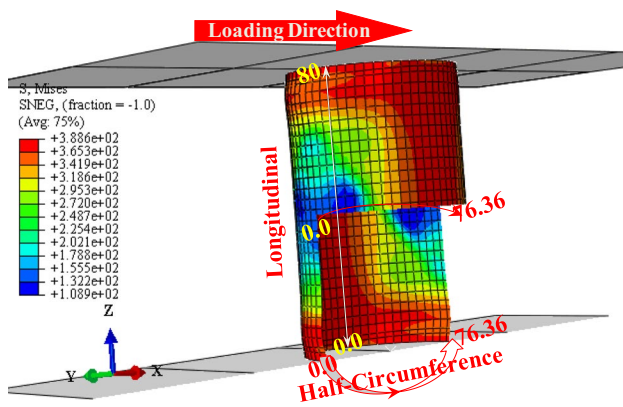 Loading Direction
S, Mises
SNEG, (fraction = -1.0)
(Avg: 75%)
+3.886e+02
+3.653e+02
+3.419e+02
+3.186e+02
+2.953e+02
+2.720e+02
+2.487e+02
+2.254e+02
+2.021e+02
+1.788e+02
+1.555e+02
+1.322e+02
+1.089e+02
80
Longitudinal
0.0
76.36
0.0
0.0
76.36
Half-Circumference
Z
Y
X